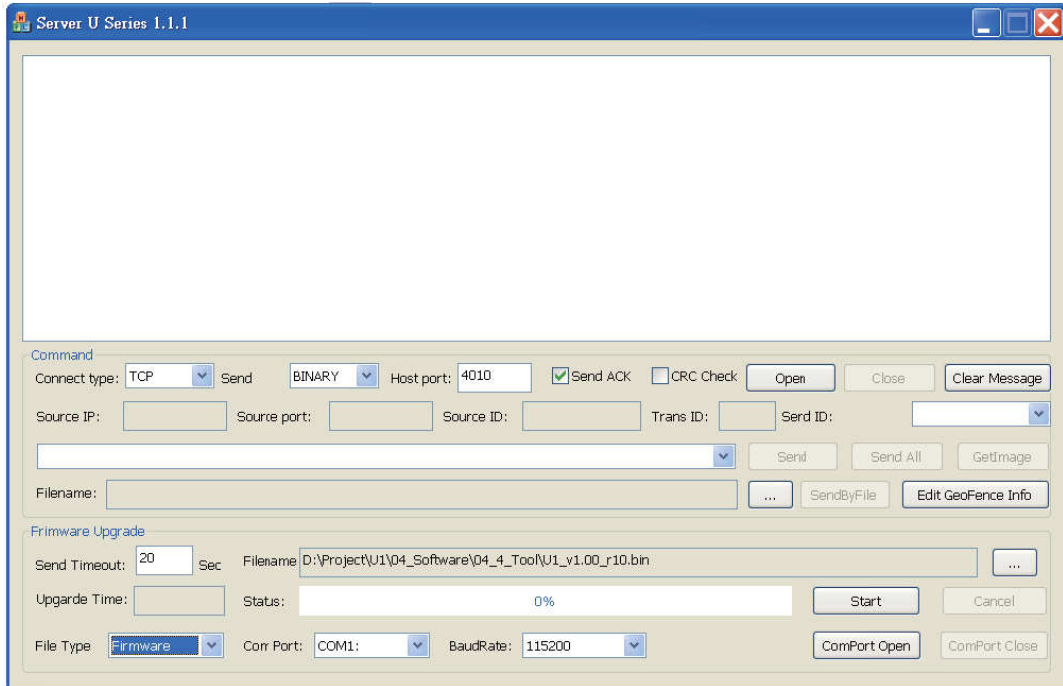 Server U Series 1.1.1
Command
Connect type: TCP Send BINARY Host port: 4010 Send ACK CRC Check Open Close Clear Message
Source IP: Source port: Source ID: Trans ID: Serd ID:
Send Send All GetImage
Filename: ... SendByFile Edit GeoFence Info
Frimware Upgrade
Send Timeout: 20 Sec Filename D:\Project\U1\04_Software\04_4_Tool\U1_v1.00_r10.bin ...
Upgarde Time: Status: 0% Start Cancel
File Type Firmware Com Port: COM1: BaudRate: 115200 ComPort Open ComPort Close